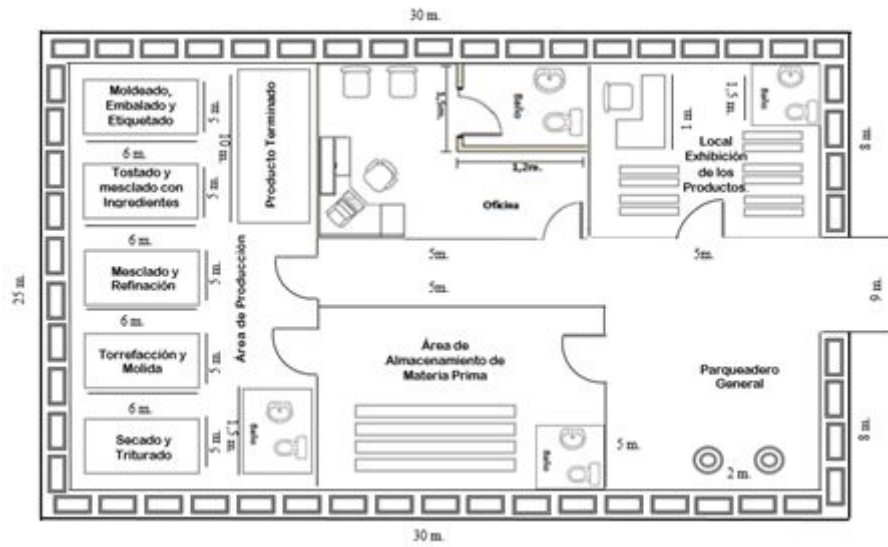 30 m.
Moldeado,
Embalado y
Etiquetado
5 m.
6 m.
Tostado y
mesclado con
Ingredientes
5 m.
6 m.
Mesclado y
Refinación
5 m.
6 m.
Torrefacción y
Molida
5 m.
6 m.
Secado y
Triturado
5 m.
25 m.
10 m.
Producto Terminado
Área de Producción
1,5 m.
Baño
1,5m.
Baño
1,2m.
Oficina
5m.
5m.
Área de
Almacenamiento de
Materia Prima
Baño
5 m.
1 m.
1,5 m.
Baño
Local
Exhibición
de los
Productos.
5m.
8 m.
9 m.
Parqueadero
General
2 m.
8 m.
30 m.